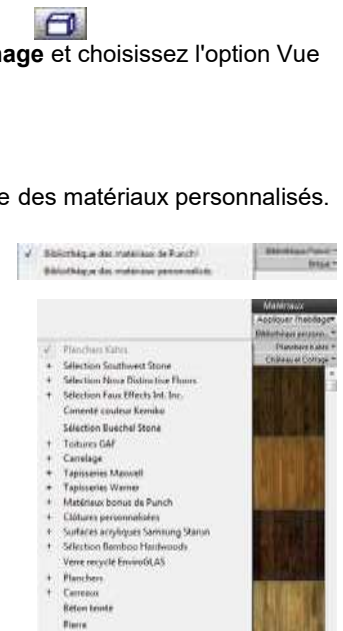 nage et choisissez l'option Vue
e des matériaux personnalisés.
Bibliothèque des matériaux de Punch!
Bibliothèque des matériaux personnalisés
Brique
Matériaux
Appliquer l'habillage
Planchers Kahrs
Planchers Kahrs
Château et Cottage
+ Sélection Southwest Stone
+ Sélection Nova Distinctive Floors
+ Sélection Faux Effects Int. Inc.
Cimenté couleur Kemiko
Sélection Buechel Stone
+ Toitures GAF
+ Carrelage
+ Tapisseries Maxwell
+ Tapisseries Warner
+ Matériaux bonus de Punch
+ Clôtures personnalisées
+ Surfaces acryliques Samsung Staron
+ Sélection Bamboo Hardwoods
Verre recyclé EnviroGLAS
+ Planchers
+ Carreaux
Béton teinté
Pierre